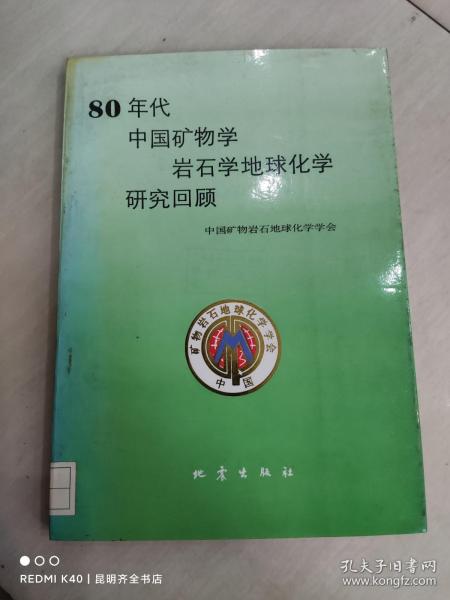 80年代
中国矿物学
岩石学地球化学
研究回顾
中国矿物岩石地球化学学会
矿物岩石地球化学学会
中国
地震出版社
REDMI K40 | 昆明齐全书店
孔夫子旧书网
www.kongfz.com